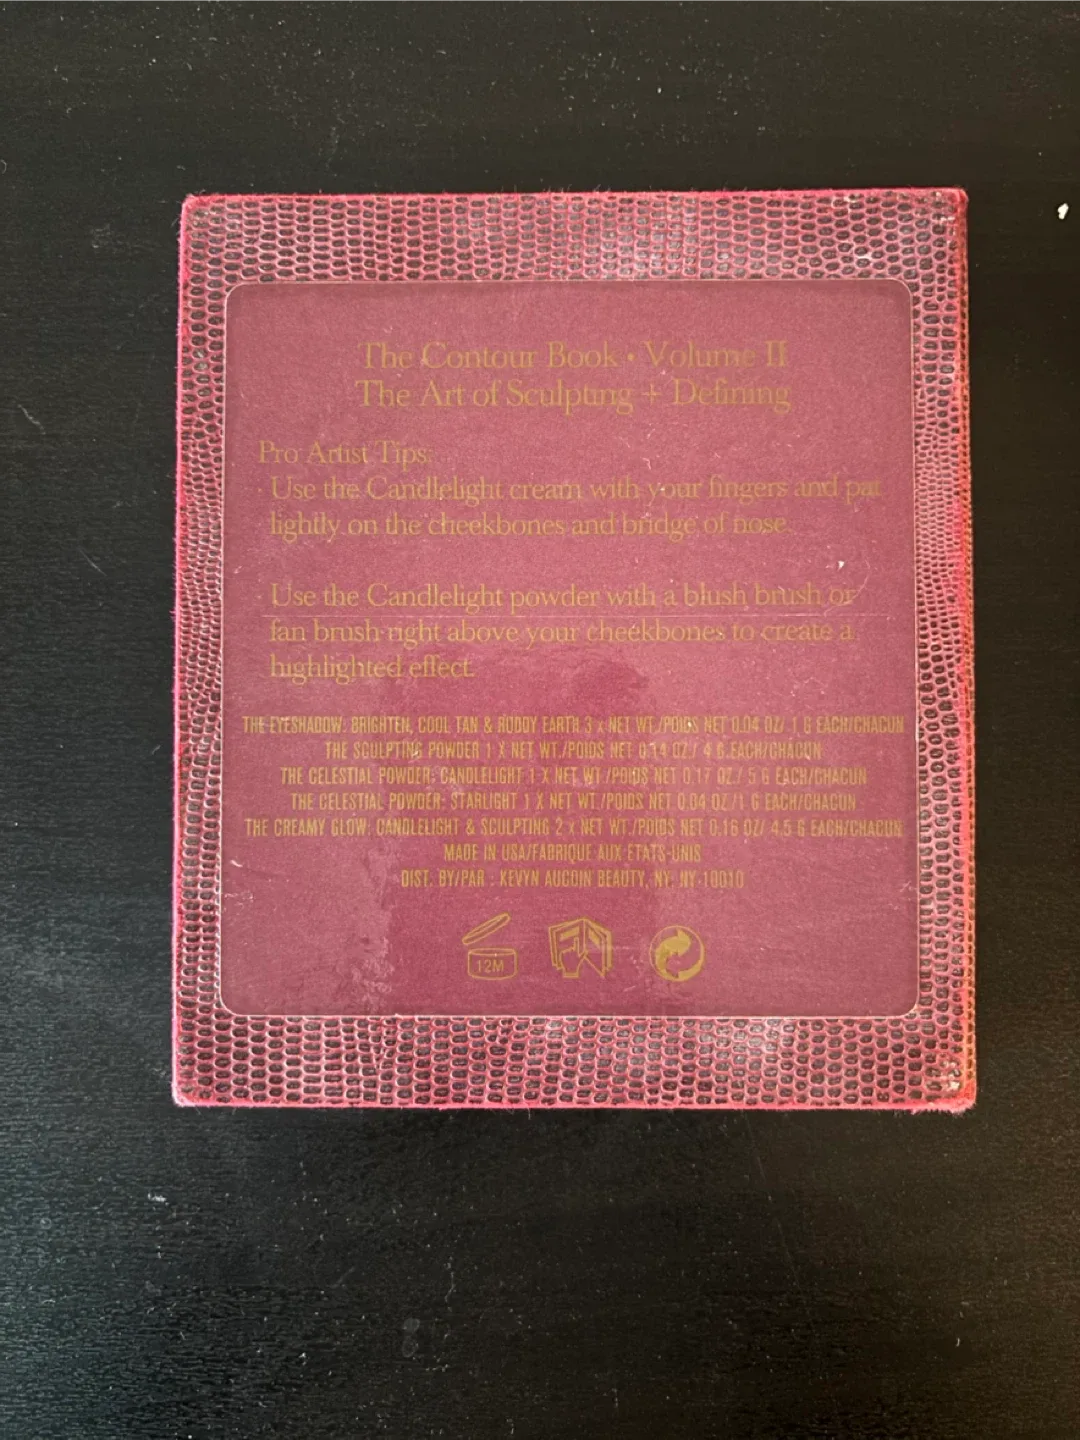 The Contour Book • Volume II
The Art of Sculpting + Defining
Pro Artist Tips:
Use the Candlelight cream with your fingers and pat
lightly on the cheekbones and bridge of nose.
Use the Candlelight powder with a blush brush or
fan brush right above your cheekbones to create a
highlighted effect.
THE EYESHADOW: BRIGHTEN, COOL TAN & RUDDY EARTH 3 x NET WT./POIDS NET 0.04 OZ/ 1 G EACH/CHACUN
THE SCULPTING POWDER 1 X NET WT./POIDS NET 0.14 OZ / 4 G EACH/CHACUN
THE CELESTIAL POWDER: CANDLELIGHT 1 X NET WT./POIDS NET 0.17 OZ / 5 G EACH/CHACUN
THE CELESTIAL POWDER: STARLIGHT 1 X NET WT./POIDS NET 0.04 OZ /1 G EACH/CHACUN
THE CREAMY GLOW: CANDLELIGHT & SCULPTING 2 x NET WT./POIDS NET 0.16 OZ/ 4.5 G EACH/CHACUN
MADE IN USA/FABRIQUE AUX ETATS-UNIS
DIST. BY/PAR : KEVYN AUCOIN BEAUTY, NY, NY 10010
12M